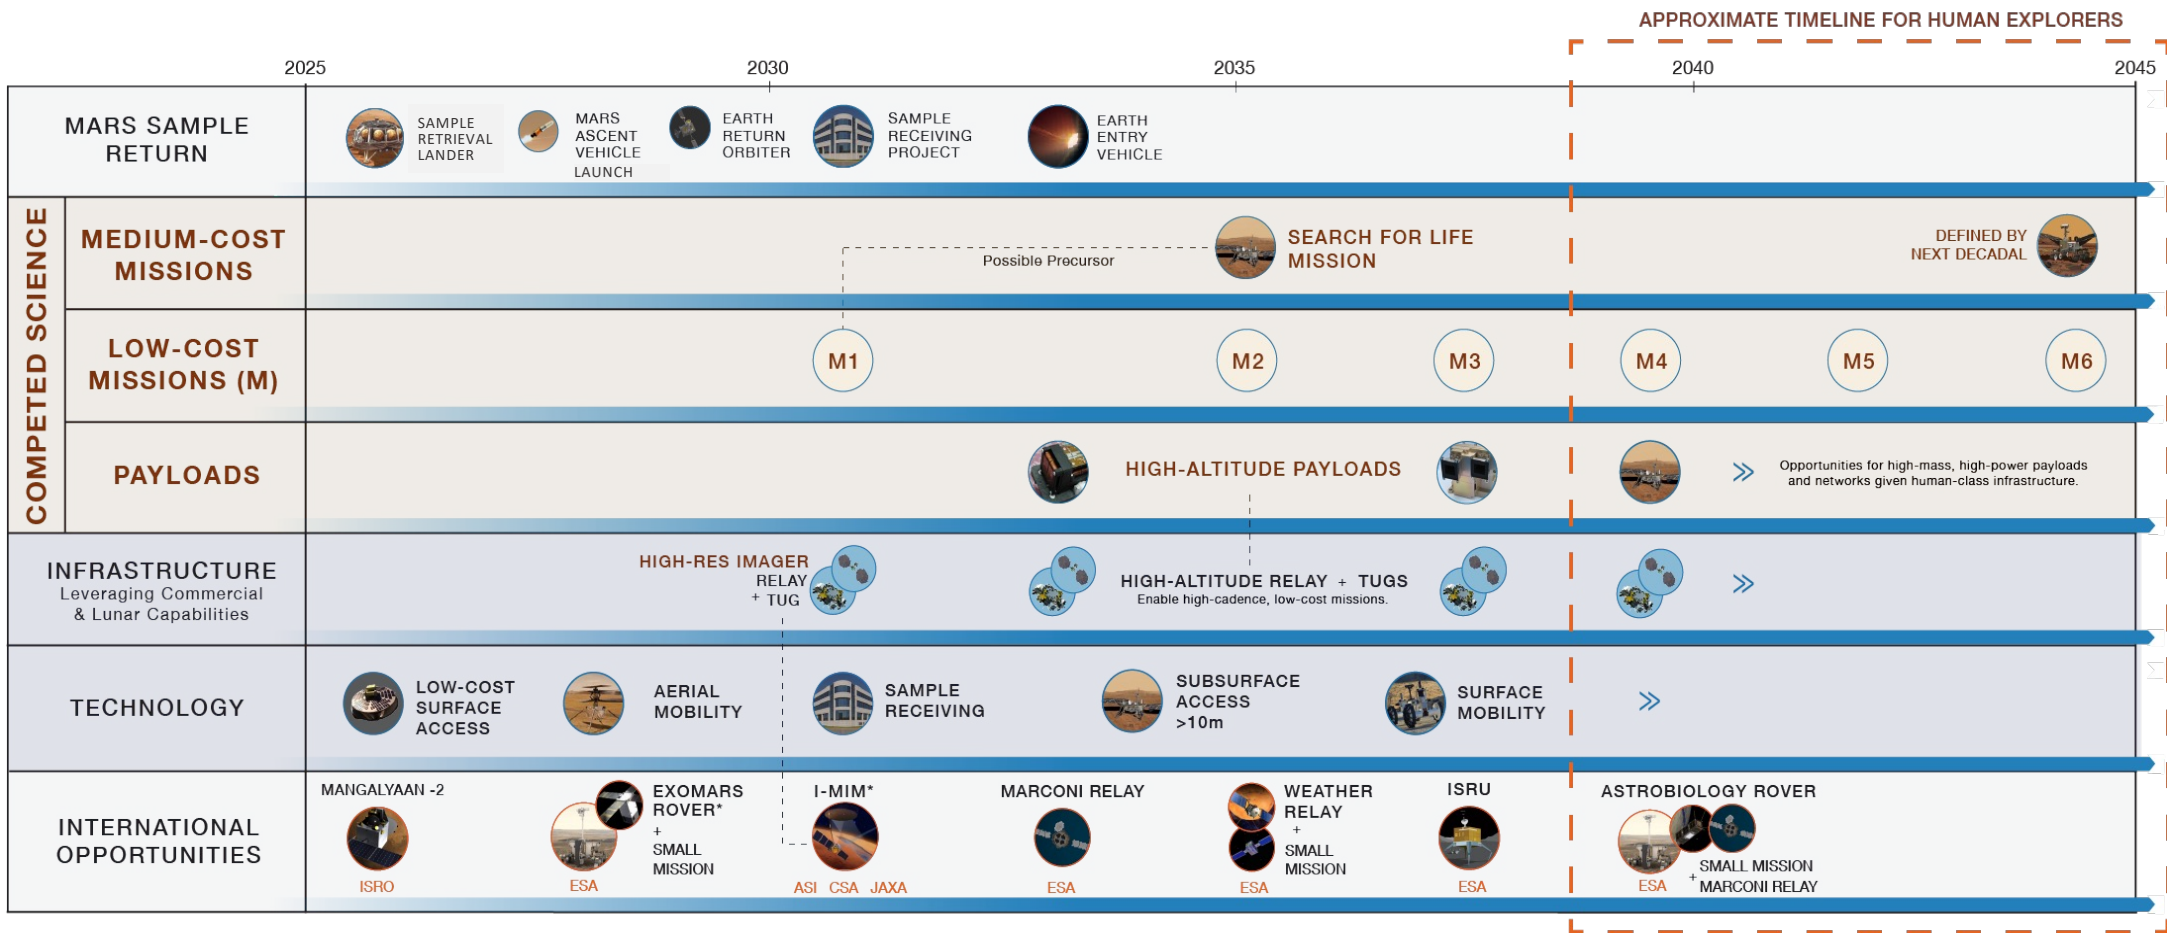 APPROXIMATE TIMELINE FOR HUMAN EXPLORERS
2025
2030
2035
2040
2045
MARS SAMPLE
RETURN
SAMPLE
RETRIEVAL
LANDER
MARS
ASCENT
VEHICLE
LAUNCH
EARTH
RETURN
ORBITER
SAMPLE
RECEIVING
PROJECT
EARTH
ENTRY
VEHICLE
COMPETED SCIENCE
MEDIUM-COST
MISSIONS
Possible Precursor
SEARCH FOR LIFE
MISSION
DEFINED BY
NEXT DECADAL
LOW-COST
MISSIONS (M)
M1
M2
M3
M4
M5
M6
PAYLOADS
HIGH-ALTITUDE PAYLOADS
Opportunities for high-mass, high-power payloads
and networks given human-class infrastructure.
INFRASTRUCTURE
Leveraging Commercial
& Lunar Capabilities
HIGH-RES IMAGER
RELAY
+ TUG
HIGH-ALTITUDE RELAY + TUGS
Enable high-cadence, low-cost missions.
TECHNOLOGY
LOW-COST
SURFACE
ACCESS
AERIAL
MOBILITY
SAMPLE
RECEIVING
SUBSURFACE
ACCESS
>10m
SURFACE
MOBILITY
INTERNATIONAL
OPPORTUNITIES
MANGALYAAN -2
ISRO
EXOMARS
ROVER*
+
SMALL
MISSION
ESA
I-MIM*
ASI CSA JAXA
MARCONI RELAY
ESA
WEATHER
RELAY
+
SMALL
MISSION
ESA
ISRU
ESA
ASTROBIOLOGY ROVER
SMALL MISSION
+ MARCONI RELAY
ESA